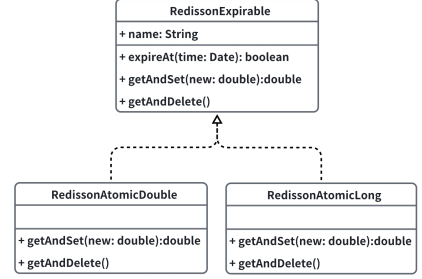 RedissonExpirable
+ name: String
+ expireAt(time: Date): boolean
+ getAndSet(new: double):double
+ getAndDelete()
RedissonAtomicDouble
+ getAndSet(new: double):double
+ getAndDelete()
RedissonAtomicLong
+ getAndSet(new: double):double
+ getAndDelete()